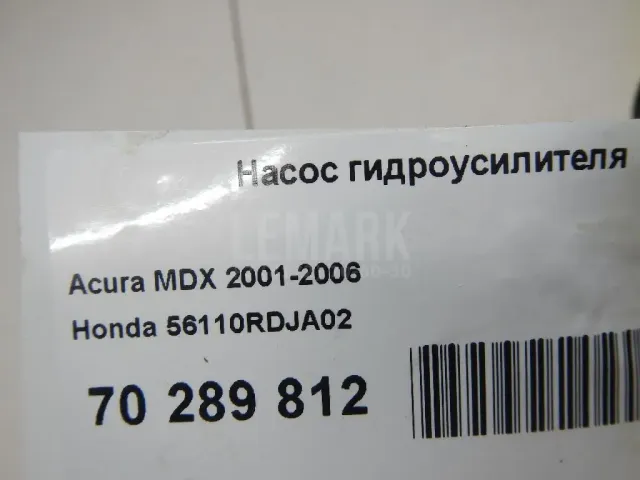 Насос гидроусилителя
LEMARK
Acura MDX 2001-2006
Honda 56110RDJA02
70 289 812